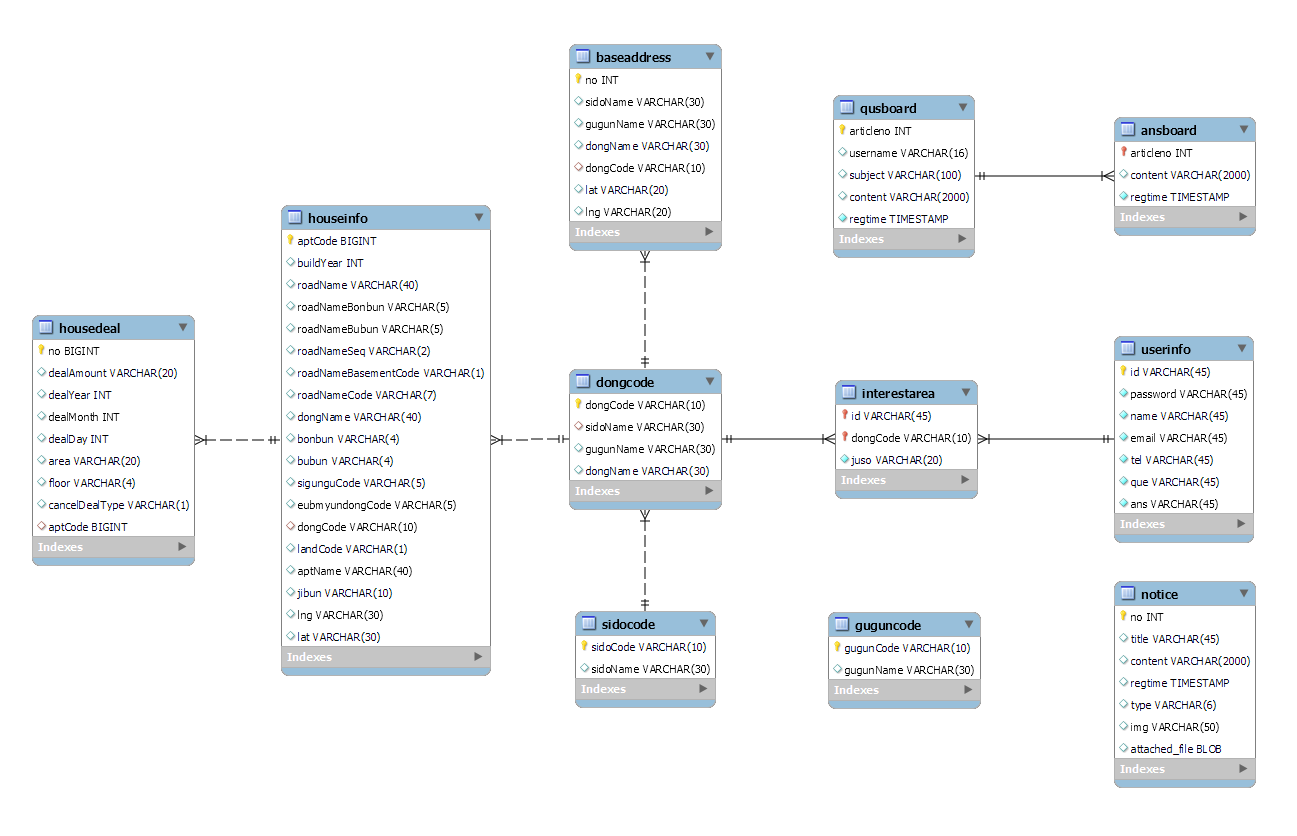 baseaddress
no INT
sidoName VARCHAR(30)
gugunName VARCHAR(30)
dongName VARCHAR(30)
dongCode VARCHAR(10)
lat VARCHAR(20)
lng VARCHAR(20)
Indexes
qusboard
articleno INT
username VARCHAR(16)
subject VARCHAR(100)
content VARCHAR(2000)
regtime TIMESTAMP
Indexes
ansboard
articleno INT
content VARCHAR(2000)
regtime TIMESTAMP
Indexes
houseinfo
aptCode BIGINT
buildYear INT
roadName VARCHAR(40)
roadNameBonbun VARCHAR(5)
roadNameBubun VARCHAR(5)
roadNameSeq VARCHAR(2)
roadNameBasementCode VARCHAR(1)
roadNameCode VARCHAR(7)
dongName VARCHAR(40)
bonbun VARCHAR(4)
bubun VARCHAR(4)
sigunguCode VARCHAR(5)
eubmyundongCode VARCHAR(5)
dongCode VARCHAR(10)
landCode VARCHAR(1)
aptName VARCHAR(40)
jibun VARCHAR(10)
lng VARCHAR(30)
lat VARCHAR(30)
Indexes
housedeal
no BIGINT
dealAmount VARCHAR(20)
dealYear INT
dealMonth INT
dealDay INT
area VARCHAR(20)
floor VARCHAR(4)
cancelDealType VARCHAR(1)
aptCode BIGINT
Indexes
dongcode
dongCode VARCHAR(10)
sidoName VARCHAR(30)
gugunName VARCHAR(30)
dongName VARCHAR(30)
Indexes
interestarea
id VARCHAR(45)
dongCode VARCHAR(10)
juso VARCHAR(20)
Indexes
userinfo
id VARCHAR(45)
password VARCHAR(45)
name VARCHAR(45)
email VARCHAR(45)
tel VARCHAR(45)
que VARCHAR(45)
ans VARCHAR(45)
Indexes
sidocode
sidoCode VARCHAR(10)
sidoName VARCHAR(30)
Indexes
guguncode
gugunCode VARCHAR(10)
gugunName VARCHAR(30)
Indexes
notice
no INT
title VARCHAR(45)
content VARCHAR(2000)
regtime TIMESTAMP
type VARCHAR(6)
img VARCHAR(50)
attached_file BLOB
Indexes